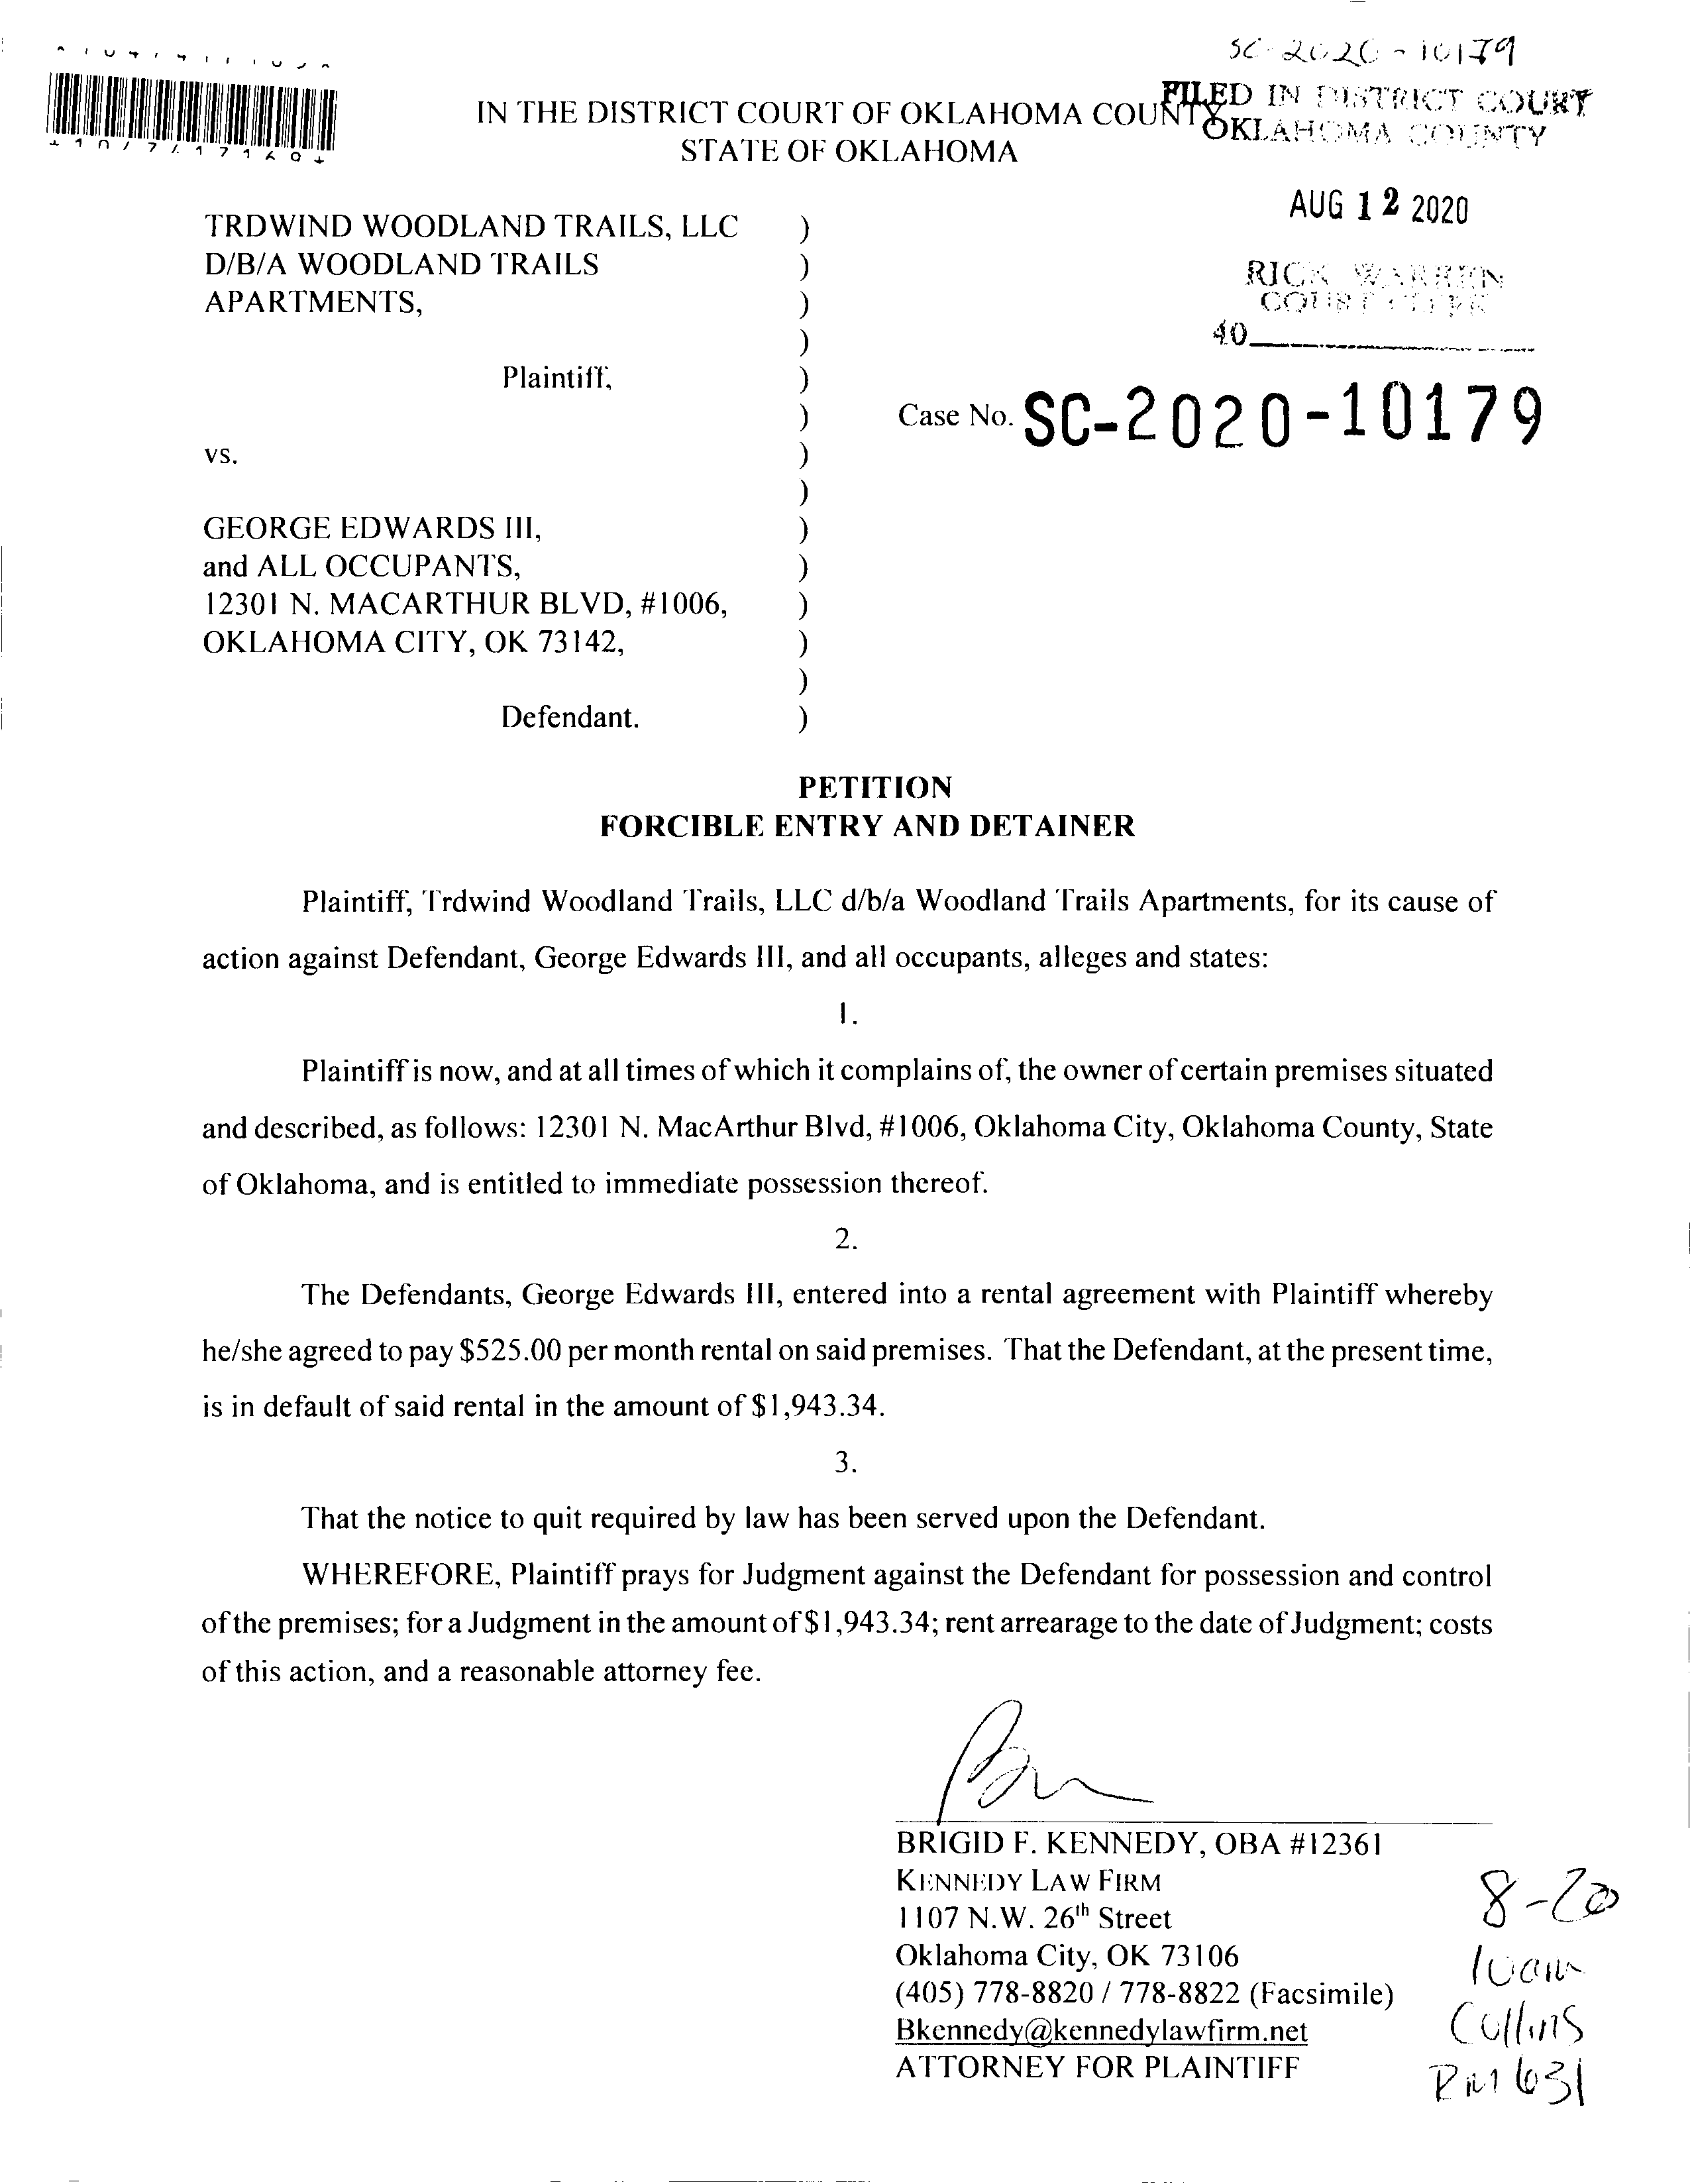 SC-2020-10179
FILED IN DISTRICT COURT
OKLAHOMA COUNTY
IN THE DISTRICT COURT OF OKLAHOMA COUNTY
STATE OF OKLAHOMA
AUG 12 2020
RICK WARREN
COURT CLERK
40
TRDWIND WOODLAND TRAILS, LLC )
D/B/A WOODLAND TRAILS )
APARTMENTS, )
)
Plaintiff, )
) Case No. SC-2020-10179
vs. )
)
GEORGE EDWARDS III, )
and ALL OCCUPANTS, )
12301 N. MACARTHUR BLVD, #1006, )
OKLAHOMA CITY, OK 73142, )
)
Defendant. )
PETITION
FORCIBLE ENTRY AND DETAINER
Plaintiff, Trdwind Woodland Trails, LLC d/b/a Woodland Trails Apartments, for its cause of
action against Defendant, George Edwards III, and all occupants, alleges and states:
1.
Plaintiff is now, and at all times of which it complains of, the owner of certain premises situated
and described, as follows: 12301 N. MacArthur Blvd, #1006, Oklahoma City, Oklahoma County, State
of Oklahoma, and is entitled to immediate possession thereof.
2.
The Defendants, George Edwards III, entered into a rental agreement with Plaintiff whereby
he/she agreed to pay $525.00 per month rental on said premises. That the Defendant, at the present time,
is in default of said rental in the amount of $1,943.34.
3.
That the notice to quit required by law has been served upon the Defendant.
WHEREFORE, Plaintiff prays for Judgment against the Defendant for possession and control
of the premises; for a Judgment in the amount of $1,943.34; rent arrearage to the date of Judgment; costs
of this action, and a reasonable attorney fee.
BRIGID F. KENNEDY, OBA #12361
KENNEDY LAW FIRM
1107 N.W. 26th Street
Oklahoma City, OK 73106
(405) 778-8820 / 778-8822 (Facsimile)
Bkennedy@kennedylawfirm.net
ATTORNEY FOR PLAINTIFF
8-20
10am
Collins
Rm 631